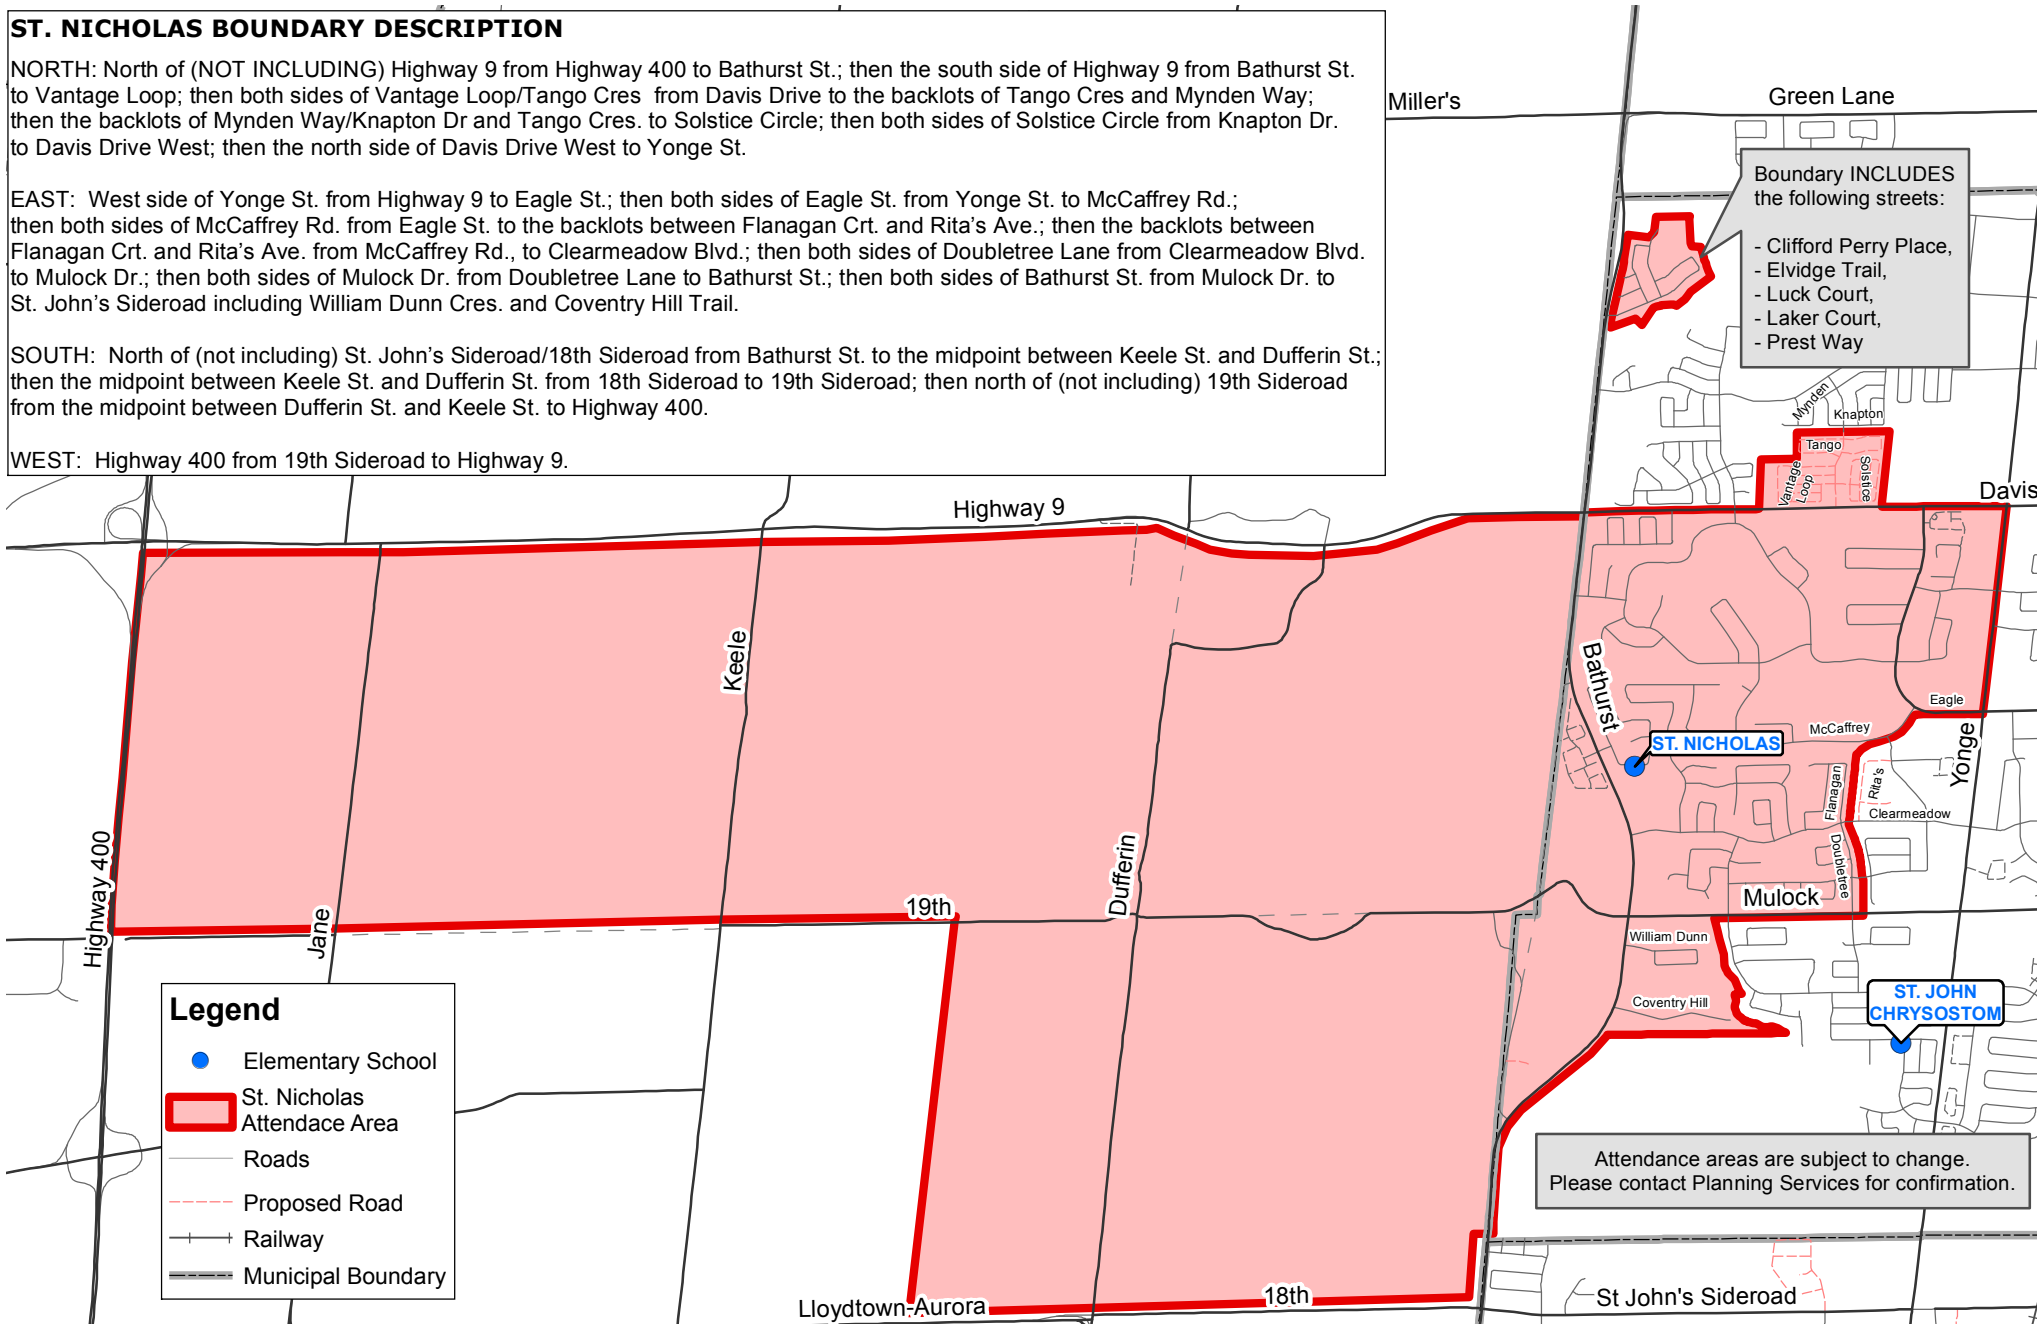 ST. NICHOLAS BOUNDARY DESCRIPTION
NORTH: North of (NOT INCLUDING) Highway 9 from Highway 400 to Bathurst St.; then the south side of Highway 9 from Bathurst St.
to Vantage Loop; then both sides of Vantage Loop/Tango Cres from Davis Drive to the backlots of Tango Cres and Mynden Way;
then the backlots of Mynden Way/Knapton Dr and Tango Cres. to Solstice Circle; then both sides of Solstice Circle from Knapton Dr.
to Davis Drive West; then the north side of Davis Drive West to Yonge St.
EAST: West side of Yonge St. from Highway 9 to Eagle St.; then both sides of Eagle St. from Yonge St. to McCaffrey Rd.;
then both sides of McCaffrey Rd. from Eagle St. to the backlots between Flanagan Crt. and Rita's Ave.; then the backlots between
Flanagan Crt. and Rita's Ave. from McCaffrey Rd., to Clearmeadow Blvd.; then both sides of Doubletree Lane from Clearmeadow Blvd.
to Mulock Dr.; then both sides of Mulock Dr. from Doubletree Lane to Bathurst St.; then both sides of Bathurst St. from Mulock Dr. to
St. John's Sideroad including William Dunn Cres. and Coventry Hill Trail.
SOUTH: North of (not including) St. John's Sideroad/18th Sideroad from Bathurst St. to the midpoint between Keele St. and Dufferin St.;
then the midpoint between Keele St. and Dufferin St. from 18th Sideroad to 19th Sideroad; then north of (not including) 19th Sideroad
from the midpoint between Dufferin St. and Keele St. to Highway 400.
WEST: Highway 400 from 19th Sideroad to Highway 9.
Miller's
Green Lane
Boundary INCLUDES
the following streets:
- Clifford Perry Place,
- Elvidge Trail,
- Luck Court,
- Laker Court,
- Prest Way
Mynden
Knapton
Tango
Vantage
Loop
Solstice
Davis
Highway 9
Keele
Bathurst
Eagle
McCaffrey
Yonge
ST. NICHOLAS
Flanagan
Rita's
Clearmeadow
Doubletree
Dufferin
Highway 400
Jane
19th
Mulock
William Dunn
Coventry Hill
ST. JOHN
CHRYSOSTOM
Legend
Elementary School
St. Nicholas
Attendace Area
Roads
Proposed Road
Railway
Municipal Boundary
Attendance areas are subject to change.
Please contact Planning Services for confirmation.
Lloydtown-Aurora
18th
St John's Sideroad